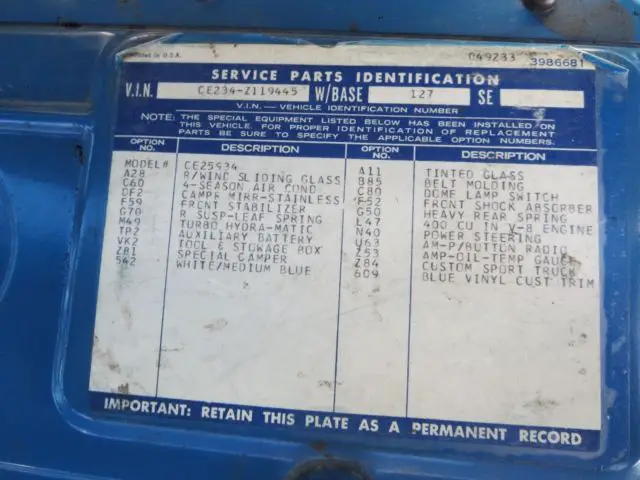 Printed in U.S.A.
049233 3986681
SERVICE PARTS IDENTIFICATION
V.I.N. CE234-Z119445 W/BASE 127 SE
V.I.N. — VEHICLE IDENTIFICATION NUMBER
NOTE: THE SPECIAL EQUIPMENT LISTED BELOW HAS BEEN INSTALLED ON
THIS VEHICLE. FOR PROPER IDENTIFICATION OF REPLACEMENT
PARTS BE SURE TO SPECIFY THE APPLICABLE OPTION NUMBERS.
OPTION NO. DESCRIPTION OPTION NO. DESCRIPTION
MODEL# CE25934
A28 R/WIND SLIDING GLASS
C60 4-SEASON AIR COND
DF2 CAMPR MIRR-STAINLESS
F59 FRONT STABILIZER
G70 R SUSP-LEAF SPRING
M49 TURBO HYDRA-MATIC
TP2 AUXILIARY BATTERY
VK2 TOOL & STOWAGE BOX
Z81 SPECIAL CAMPER
542 WHITE/MEDIUM BLUE
A11 TINTED GLASS
B85 BELT MOLDING
C80 DOME LAMP SWITCH
F52 FRONT SHOCK ABSORBER
G50 HEAVY REAR SPRING
L47 400 CU IN V-8 ENGINE
N40 POWER STEERING
U63 AM-P/BUTTON RADIO
Z53 AMP-OIL-TEMP GAUG
Z84 CUSTOM SPORT TRUCK
609 BLUE VINYL CUST TRIM
IMPORTANT: RETAIN THIS PLATE AS A PERMANENT RECORD